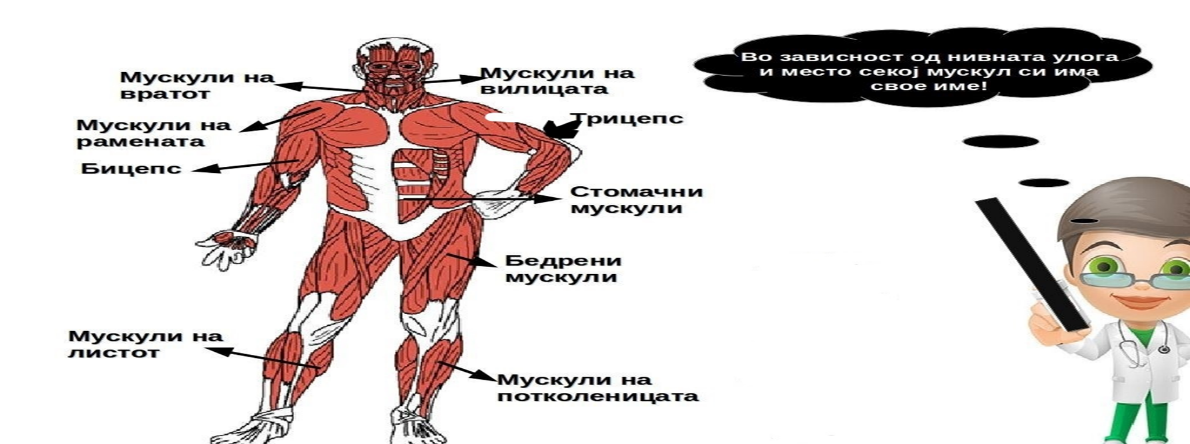 Мускули на
вратот
Мускули на
вилицата
Мускули на
рамената
Трицепс
Бицепс
Стомачни
мускули
Бедрени
мускули
Мускули на
листот
Мускули на
потколеницата
Во зависност од нивната улога
и место секој мускул си има
свое име!